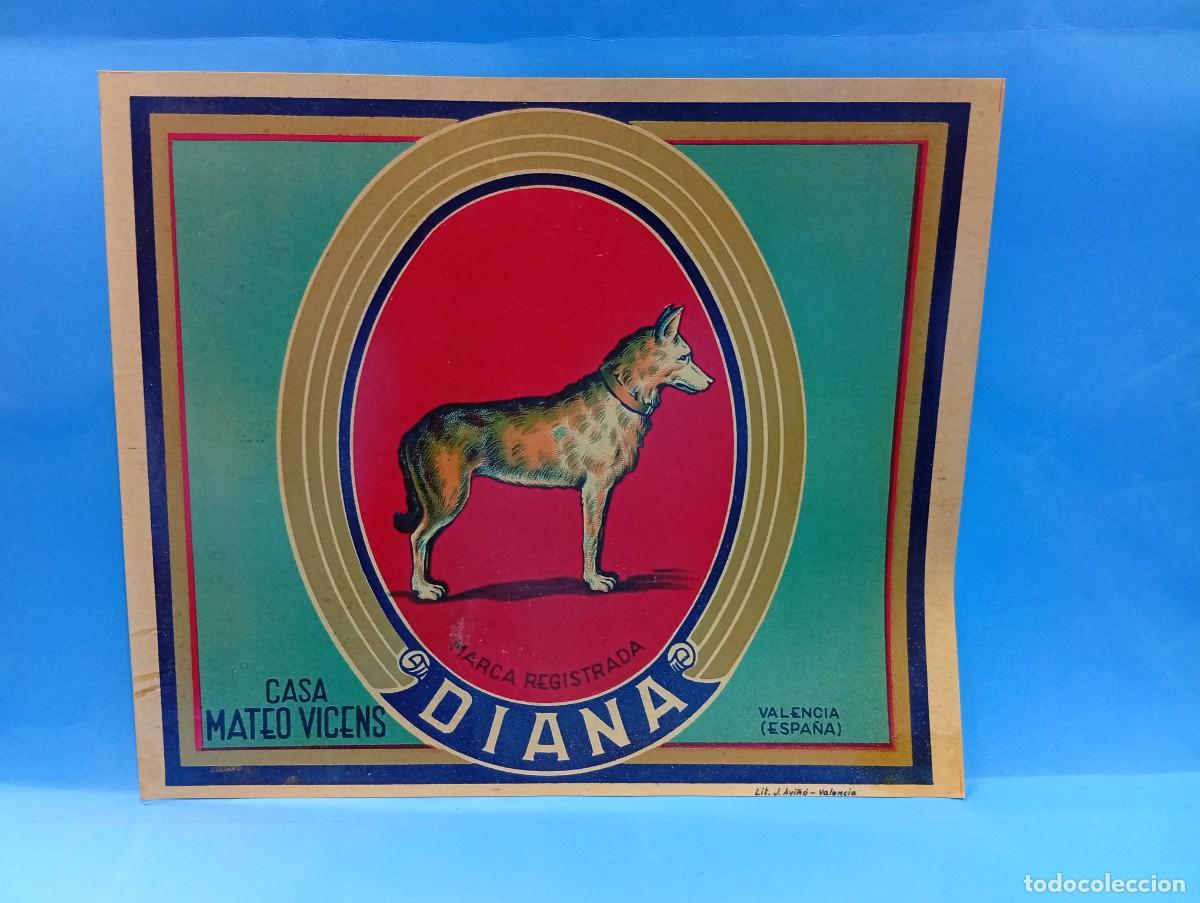 MARCA REGISTRADA
DIANA
CASA
MATEO VICENS
VALENCIA
(ESPAÑA)
Lit. J. Aviñó - Valencia
todocoleccion